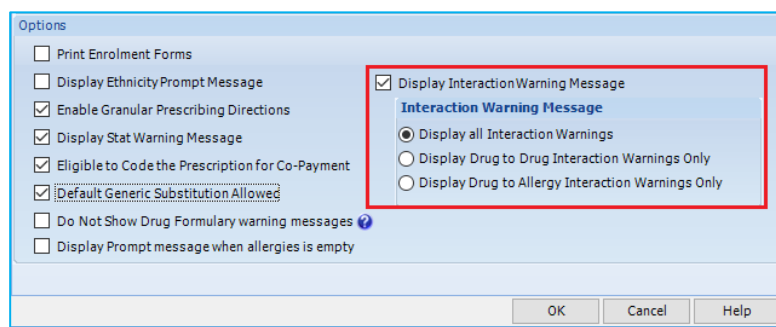 Options
Print Enrolment Forms
Display Ethnicity Prompt Message
Enable Granular Prescribing Directions
Display Stat Warning Message
Eligible to Code the Prescription for Co-Payment
Default Generic Substitution Allowed
Do Not Show Drug Formulary warning messages ?
Display Prompt message when allergies is empty
Display Interaction Warning Message
Interaction Warning Message
Display all Interaction Warnings
Display Drug to Drug Interaction Warnings Only
Display Drug to Allergy Interaction Warnings Only
OK Cancel Help